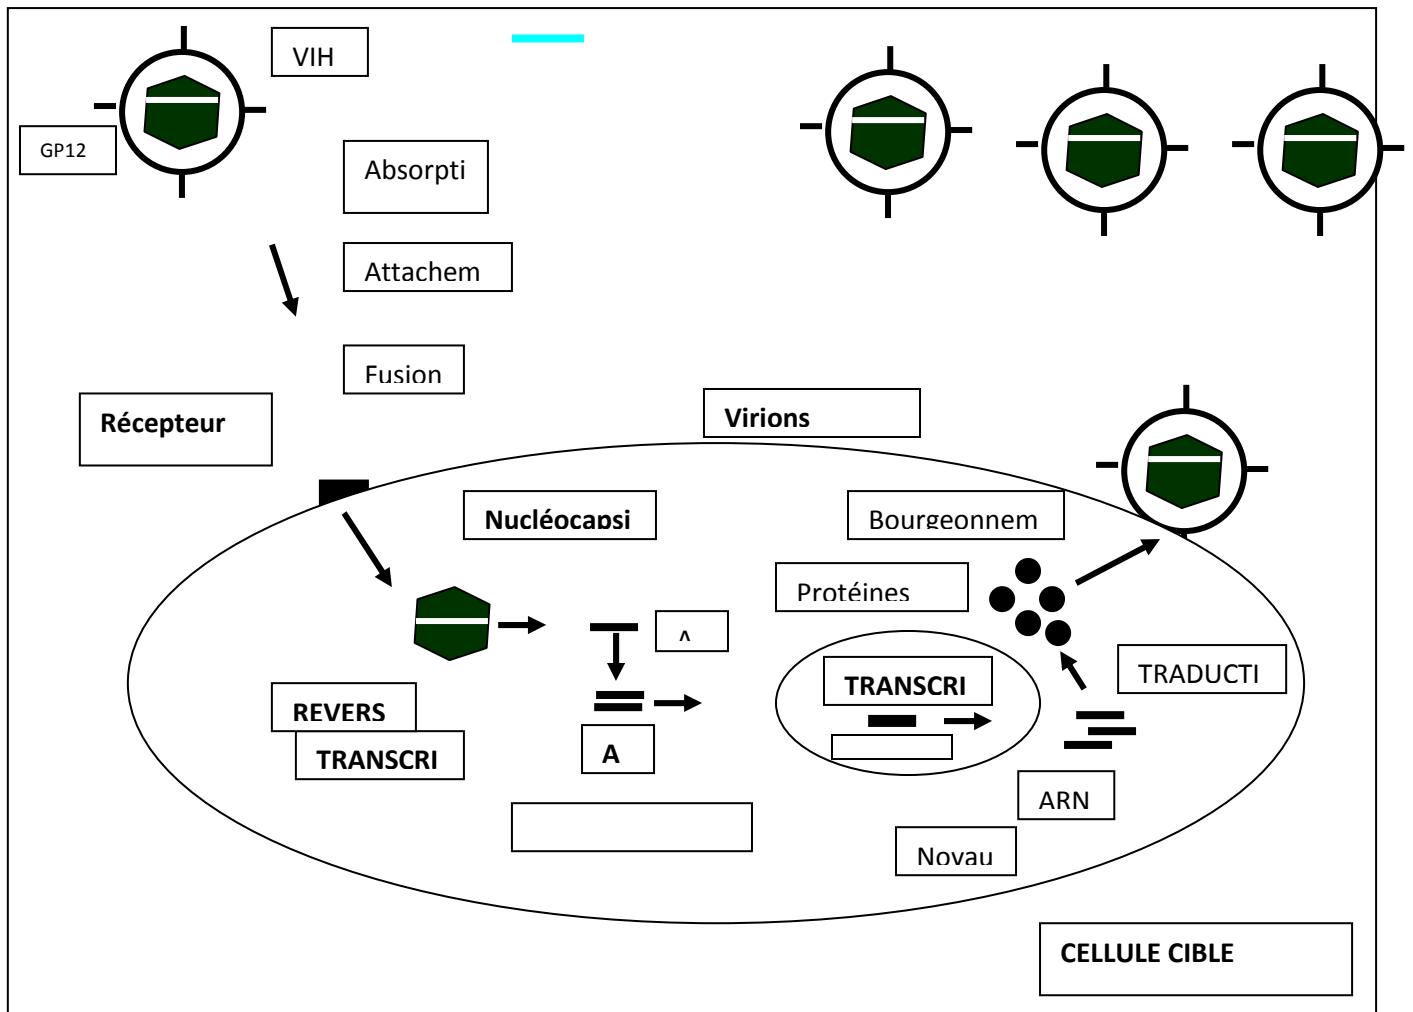 VIH
GP12
Absorpti
Attachem
Fusion
Récepteur
Virions
Nucléocapsi
Bourgeonnem
Protéines
TRANSCRI
TRADUCTI
REVERS
TRANSCRI
A
ARN
Noyau
CELLULE CIBLE